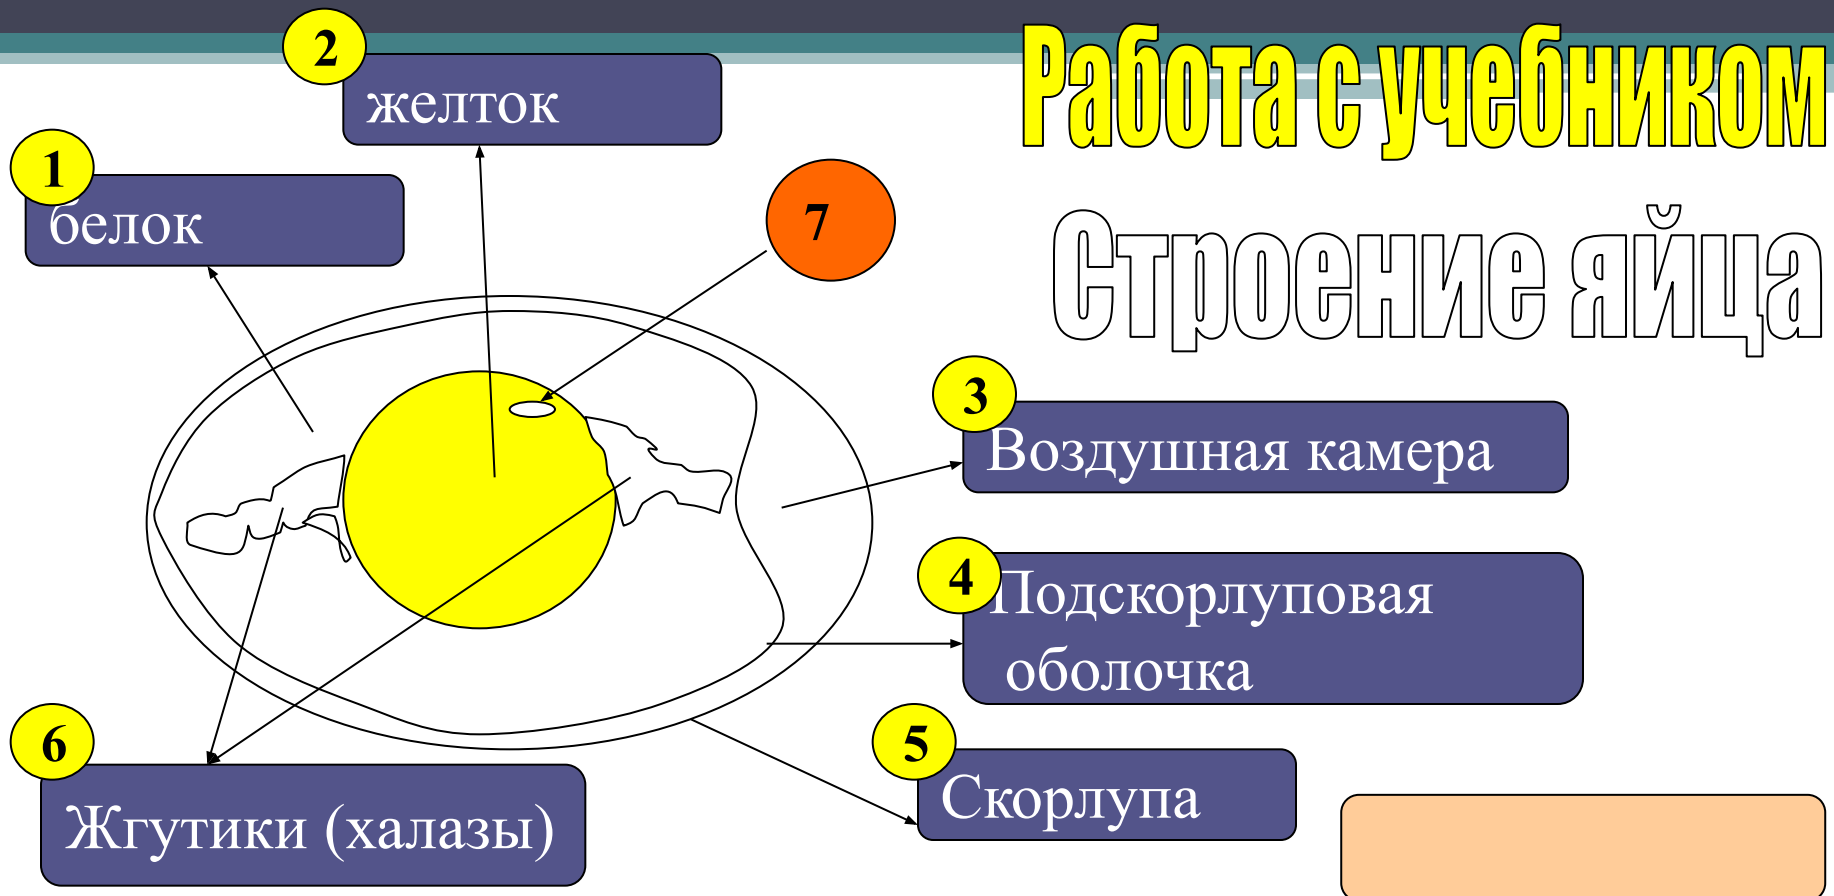 Работа с учебником
Строение яйца
2
желток
1
белок
7
3
Воздушная камера
4
Подскорлуповая
оболочка
5
Скорлупа
6
Жгутики (халазы)